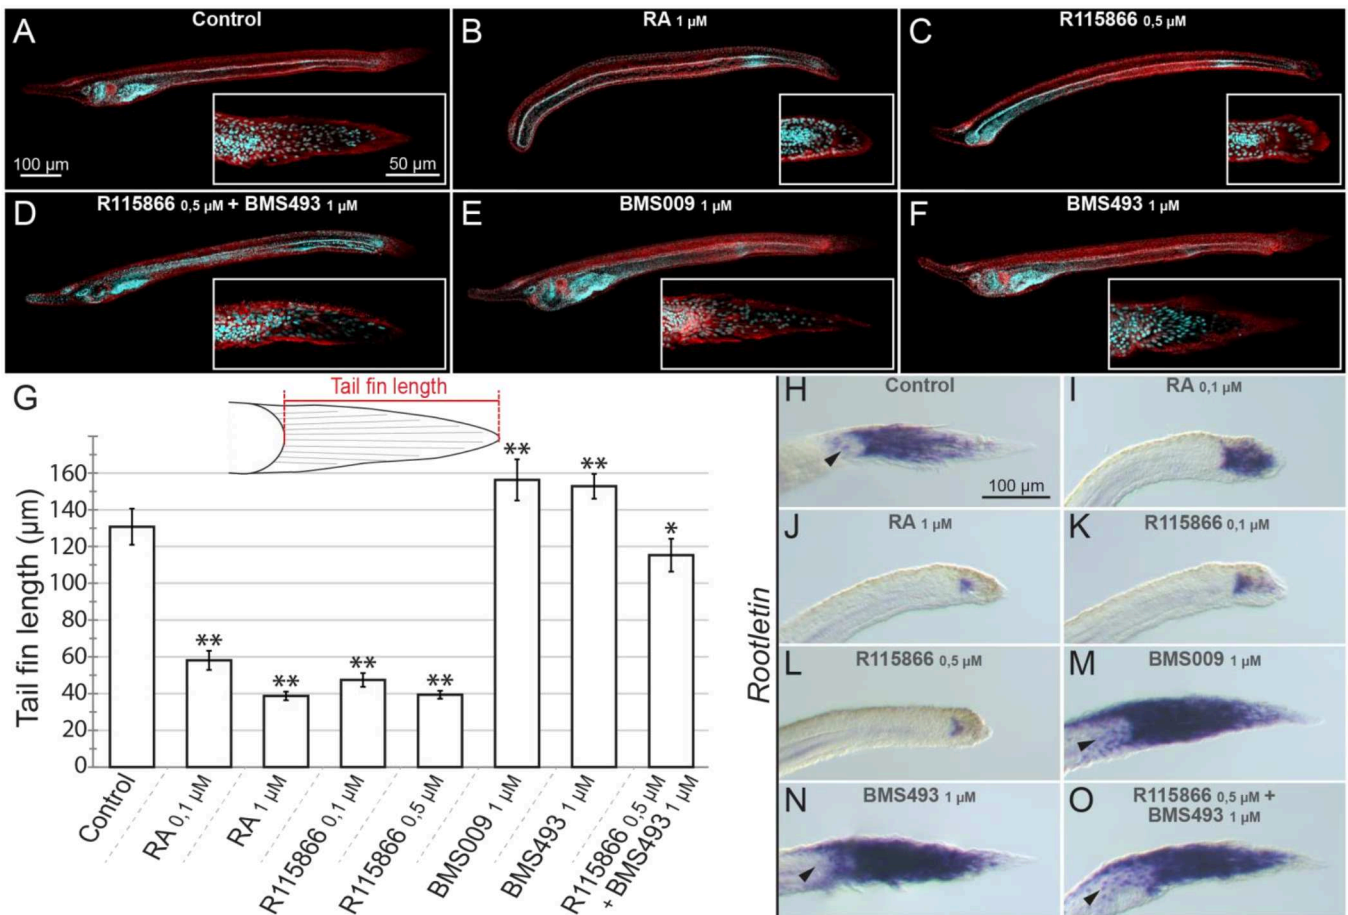 A
Control
100 µm
50 µm
B
RA 1 µM
C
R115866 0,5 µM
D
R115866 0,5 µM + BMS493 1 µM
E
BMS009 1 µM
F
BMS493 1 µM
G
Tail fin length
Tail fin length (µm)
160
140
120
100
80
60
40
20
0
**
**
**
**
**
**
*
Control
RA 0,1 µM
RA 1 µM
R115866 0,1 µM
R115866 0,5 µM
BMS009 1 µM
BMS493 1 µM
R115866 0,5 µM
+ BMS493 1 µM
Rootletin
H
Control
100 µm
I
RA 0,1 µM
J
RA 1 µM
K
R115866 0,1 µM
L
R115866 0,5 µM
M
BMS009 1 µM
N
BMS493 1 µM
O
R115866 0,5 µM +
BMS493 1 µM